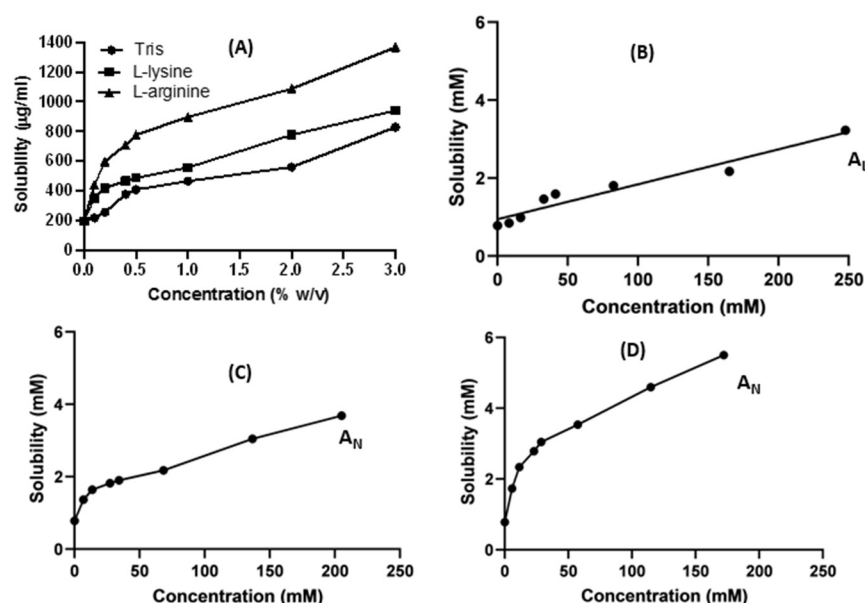 (A)
Tris
L-lysine
L-arginine
1400
1200
1000
800
600
400
200
0
Solubility (µg/ml)
0.0 0.5 1.0 1.5 2.0 2.5 3.0
Concentration (% w/v)
(B)
6
4
2
0
Solubility (mM)
AL
0 50 100 150 200 250
Concentration (mM)
(C)
6
4
2
0
Solubility (mM)
AN
0 50 100 150 200 250
Concentration (mM)
(D)
6
4
2
0
Solubility (mM)
AN
0 50 100 150 200 250
Concentration (mM)